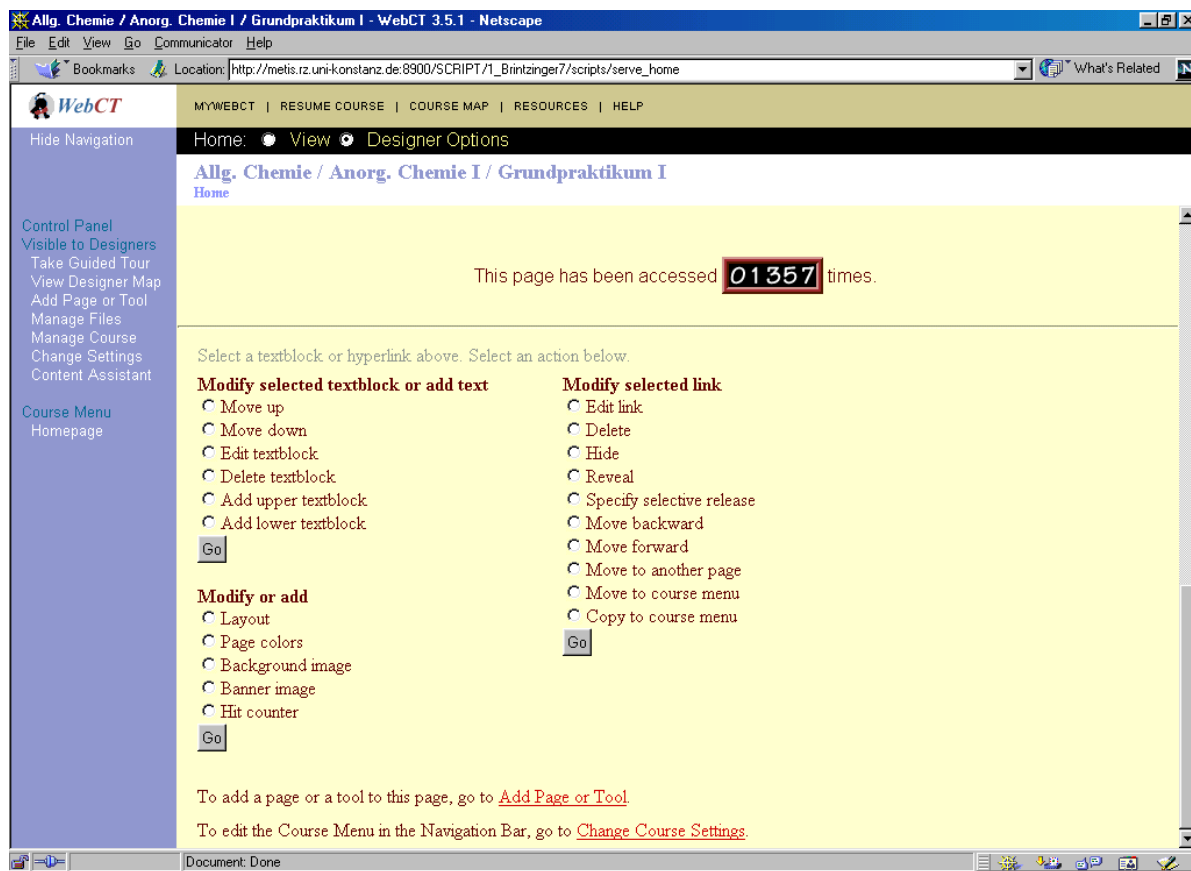 Allg. Chemie / Anorg. Chemie I / Grundpraktikum I - WebCT 3.5.1 - Netscape
File Edit View Go Communicator Help
Bookmarks Location: http://metis.rz.uni-konstanz.de:8900/SCRIPT/1_Brintzinger7/scripts/serve_home What's Related N
WebCT
MYWEBCT | RESUME COURSE | COURSE MAP | RESOURCES | HELP
Hide Navigation
Home: View Designer Options
Allg. Chemie / Anorg. Chemie I / Grundpraktikum I
Home
Control Panel
Visible to Designers
Take Guided Tour
View Designer Map
Add Page or Tool
Manage Files
Manage Course
Change Settings
Content Assistant
Course Menu
Homepage
This page has been accessed 01357 times.
Select a textblock or hyperlink above. Select an action below.
Modify selected textblock or add text
Move up
Move down
Edit textblock
Delete textblock
Add upper textblock
Add lower textblock
Go
Modify or add
Layout
Page colors
Background image
Banner image
Hit counter
Go
Modify selected link
Edit link
Delete
Hide
Reveal
Specify selective release
Move backward
Move forward
Move to another page
Move to course menu
Copy to course menu
Go
To add a page or a tool to this page, go to Add Page or Tool.
To edit the Course Menu in the Navigation Bar, go to Change Course Settings.
Document: Done